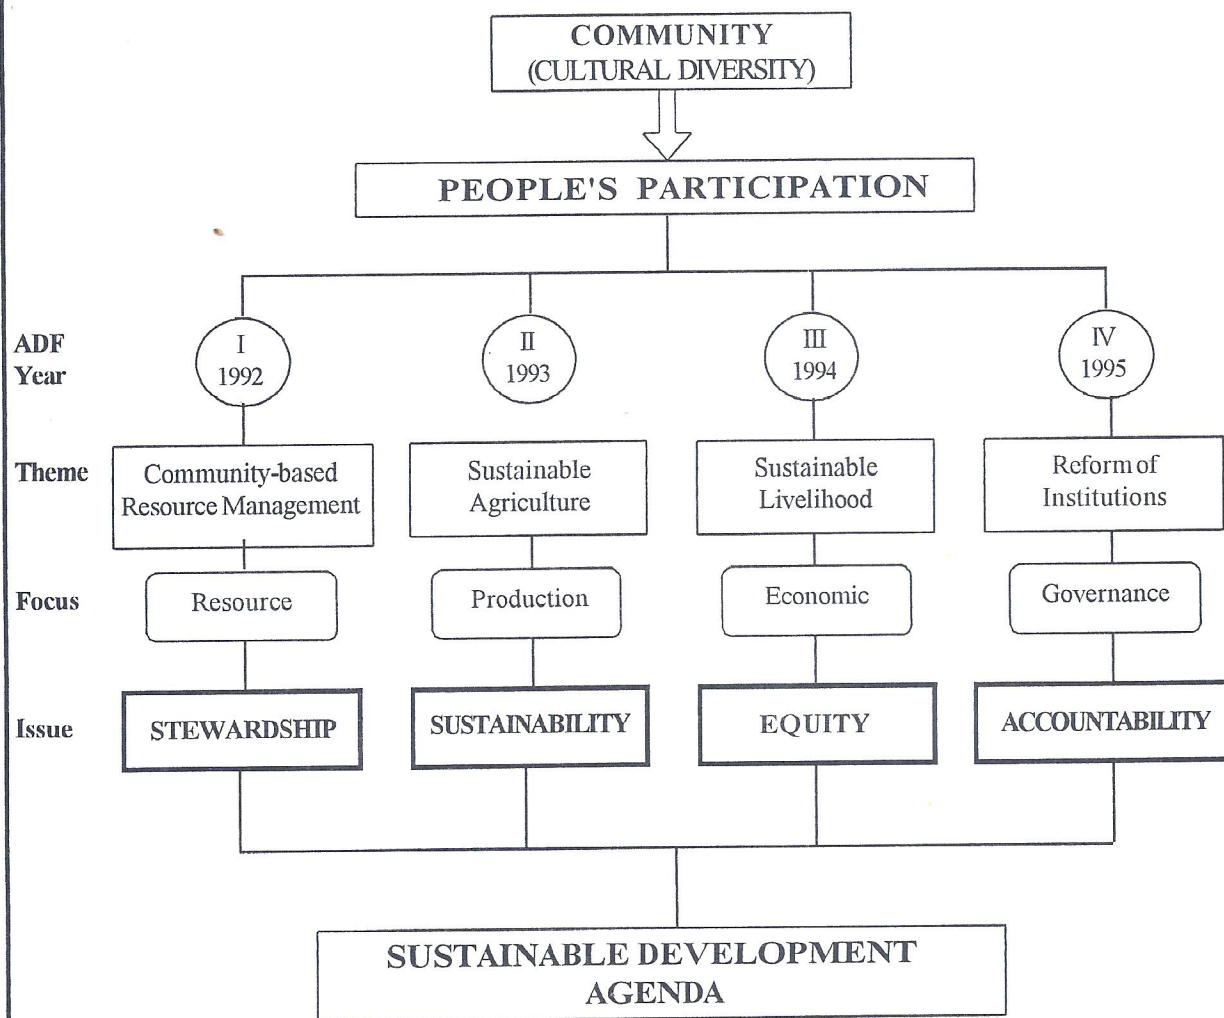 COMMUNITY
(CULTURAL DIVERSITY)
PEOPLE'S PARTICIPATION
ADF
Year
I
1992
II
1993
III
1994
IV
1995
Theme
Community-based
Resource Management
Sustainable
Agriculture
Sustainable
Livelihood
Reform of
Institutions
Focus
Resource
Production
Economic
Governance
Issue
STEWARDSHIP
SUSTAINABILITY
EQUITY
ACCOUNTABILITY
SUSTAINABLE DEVELOPMENT
AGENDA